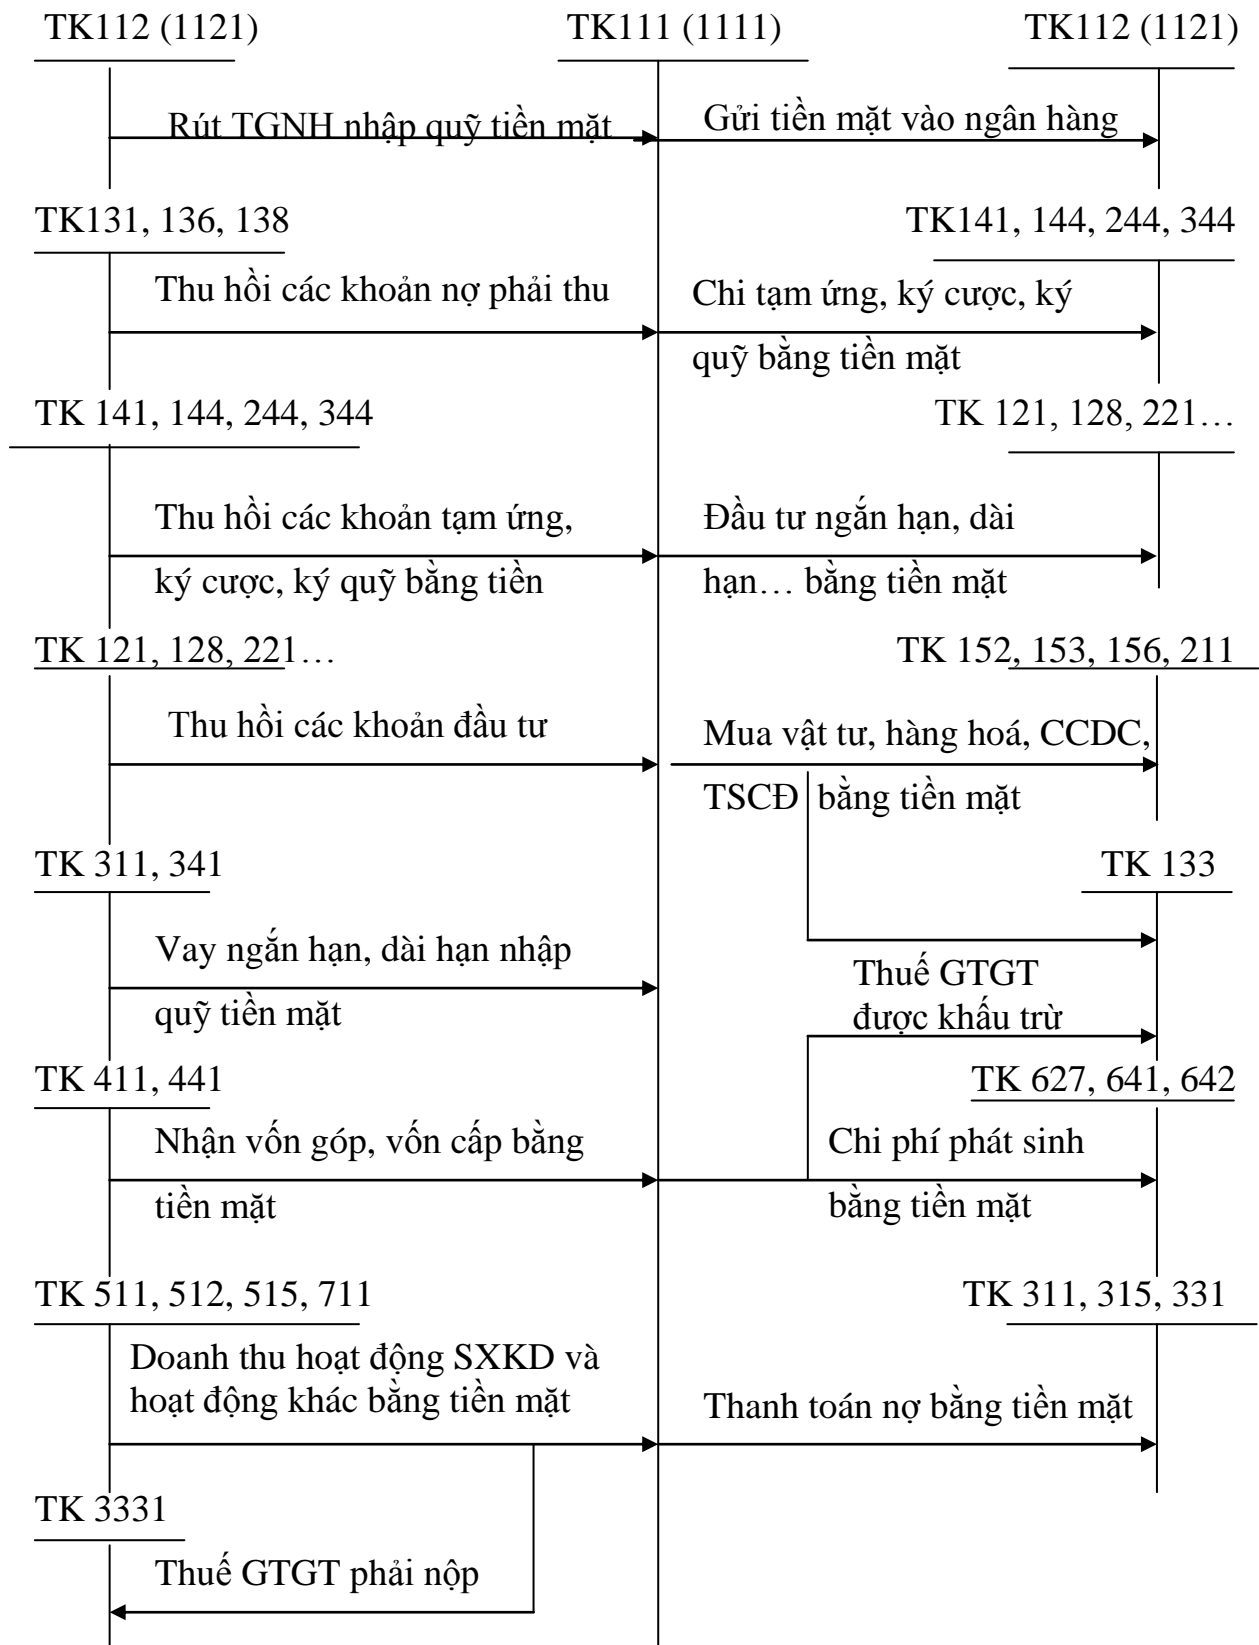 TK112 (1121)
TK111 (1111)
TK112 (1121)
Rút TGNH nhập quỹ tiền mặt
Gửi tiền mặt vào ngân hàng
TK131, 136, 138
TK141, 144, 244, 344
Thu hồi các khoản nợ phải thu
Chi tạm ứng, ký cược, ký
quỹ bằng tiền mặt
TK 141, 144, 244, 344
TK 121, 128, 221…
Thu hồi các khoản tạm ứng,
ký cược, ký quỹ bằng tiền
Đầu tư ngắn hạn, dài
hạn… bằng tiền mặt
TK 121, 128, 221…
TK 152, 153, 156, 211
Thu hồi các khoản đầu tư
Mua vật tư, hàng hoá, CCDC,
TSCĐ bằng tiền mặt
TK 311, 341
TK 133
Vay ngắn hạn, dài hạn nhập
quỹ tiền mặt
Thuế GTGT
được khấu trừ
TK 411, 441
TK 627, 641, 642
Nhận vốn góp, vốn cấp bằng
tiền mặt
Chi phí phát sinh
bằng tiền mặt
TK 511, 512, 515, 711
TK 311, 315, 331
Doanh thu hoạt động SXKD và
hoạt động khác bằng tiền mặt
Thanh toán nợ bằng tiền mặt
TK 3331
Thuế GTGT phải nộp